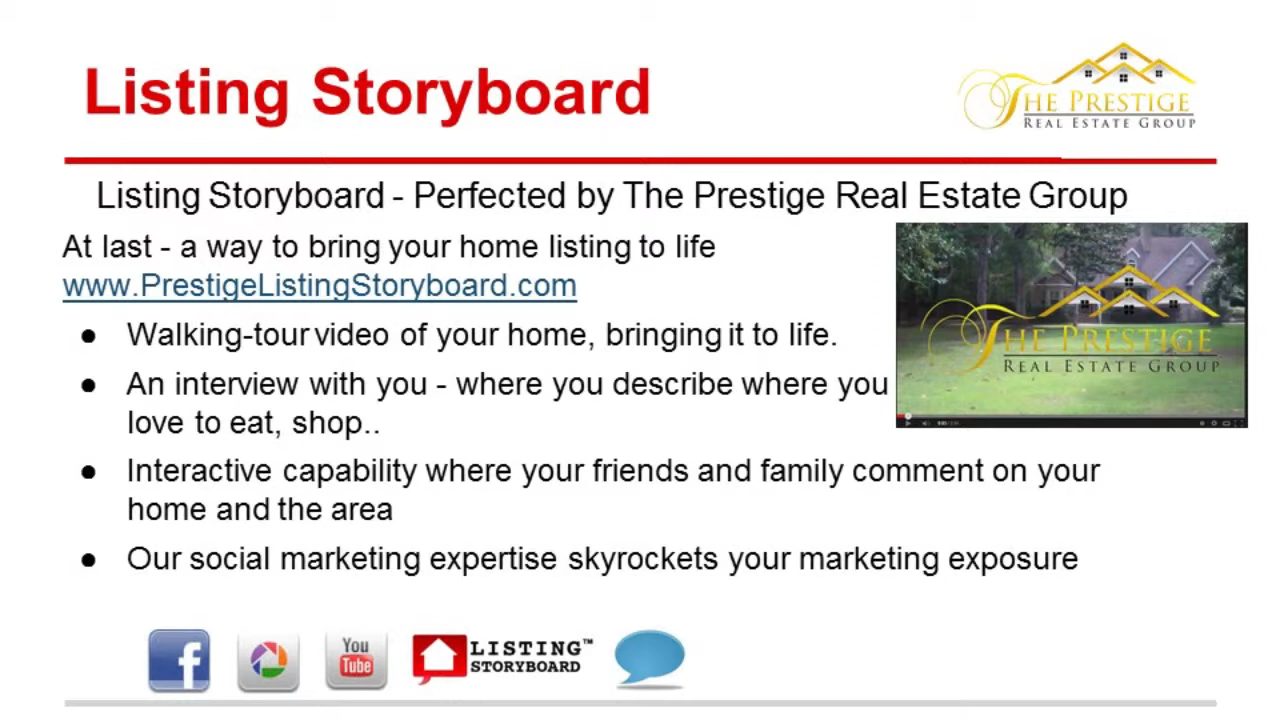 Listing Storyboard
THE PRESTIGE
REAL ESTATE GROUP
Listing Storyboard - Perfected by The Prestige Real Estate Group
At last - a way to bring your home listing to life
www.PrestigeListingStoryboard.com
● Walking-tour video of your home, bringing it to life.
● An interview with you - where you describe where you
love to eat, shop..
● Interactive capability where your friends and family comment on your
home and the area
● Our social marketing expertise skyrockets your marketing exposure
THE PRESTIGE
REAL ESTATE GROUP
f
You
Tube
LISTING™
STORYBOARD